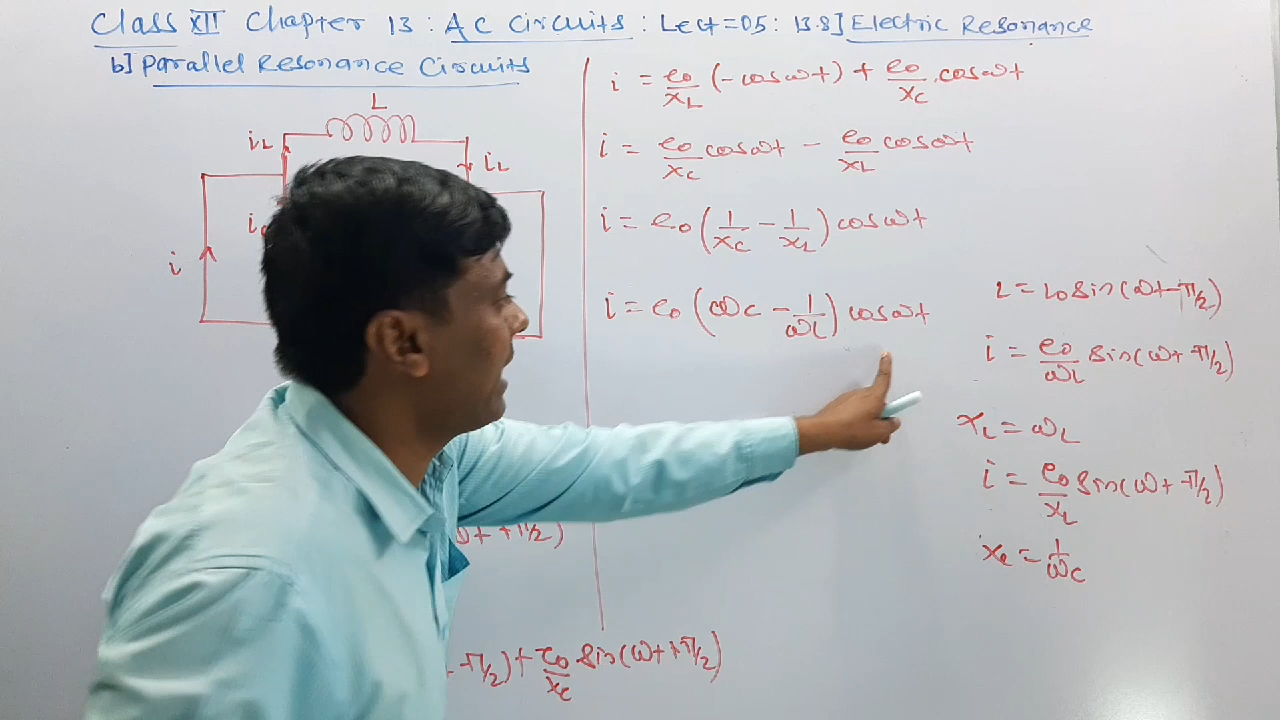 Class XII Chapter 13 : AC Circuits : Lect=05: 13.8] Electric Resonance
b] Parallel Resonance Circuits
L
iL
iL
i
i = e0/XL (-cosωt) + e0/XC .cosωt
i = e0/XC cosωt - e0/XL cosωt
i = e0 (1/XC - 1/XL) cosωt
i = e0 (ωC - 1/ωL) cosωt
i = i0 sin(ωt - π/2)
i = e0/ωL sin(ωt π/2)
XL = ωL
i = e0/XL sin(ωt - π/2)
XC = 1/ωC
ωt + π/2)
- π/2) + e0/XC sin(ωt + π/2)